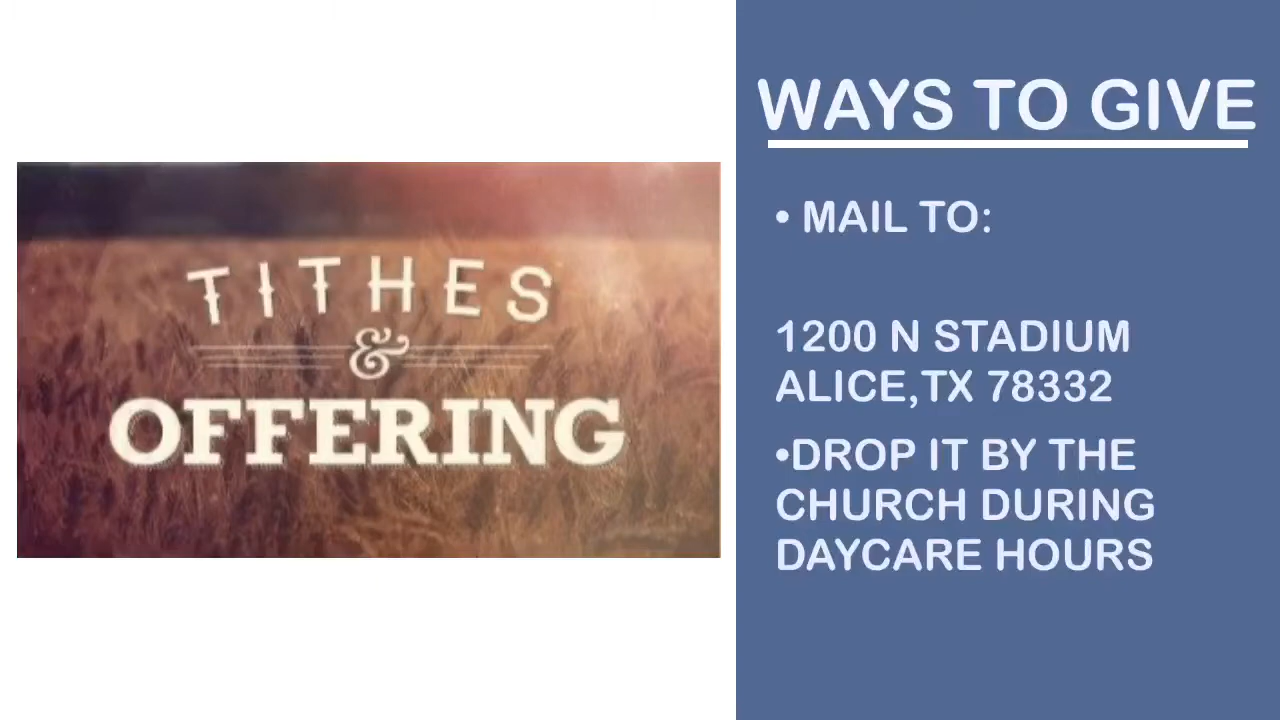 TITHES
&
OFFERING
WAYS TO GIVE
• MAIL TO:
1200 N STADIUM
ALICE,TX 78332
•DROP IT BY THE
CHURCH DURING
DAYCARE HOURS